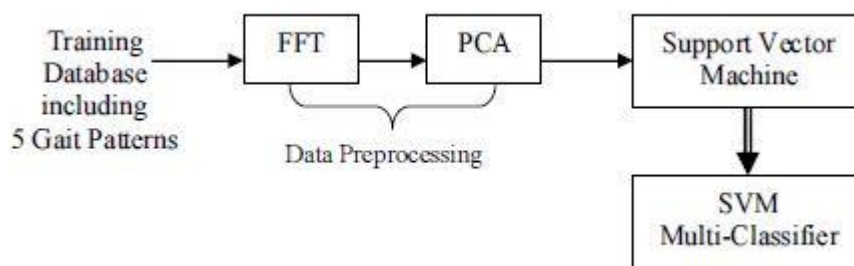 Training
Database
including
5 Gait Patterns
FFT
PCA
Data Preprocessing
Support Vector
Machine
SVM
Multi-Classifier